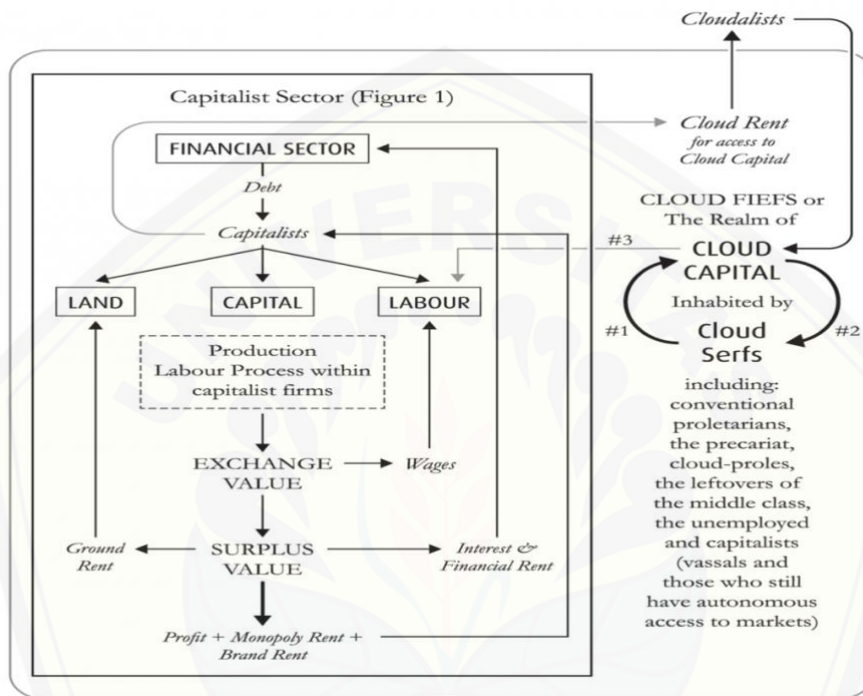 Cloudalists
Capitalist Sector (Figure 1)
Cloud Rent
for access to
Cloud Capital
FINANCIAL SECTOR
Debt
Capitalists
CLOUD FIEFS or
The Realm of
#3
CLOUD
CAPITAL
LAND
CAPITAL
LABOUR
Inhabited by
#1
#2
Cloud
Serfs
Production
Labour Process within
capitalist firms
including:
conventional
proletarians,
the precariat,
cloud-proles,
the leftovers of
the middle class,
the unemployed
and capitalists
(vassals and
those who still
have autonomous
access to markets)
EXCHANGE
VALUE
Wages
Ground
Rent
SURPLUS
VALUE
Interest &
Financial Rent
Profit + Monopoly Rent +
Brand Rent
UNIVERSITA